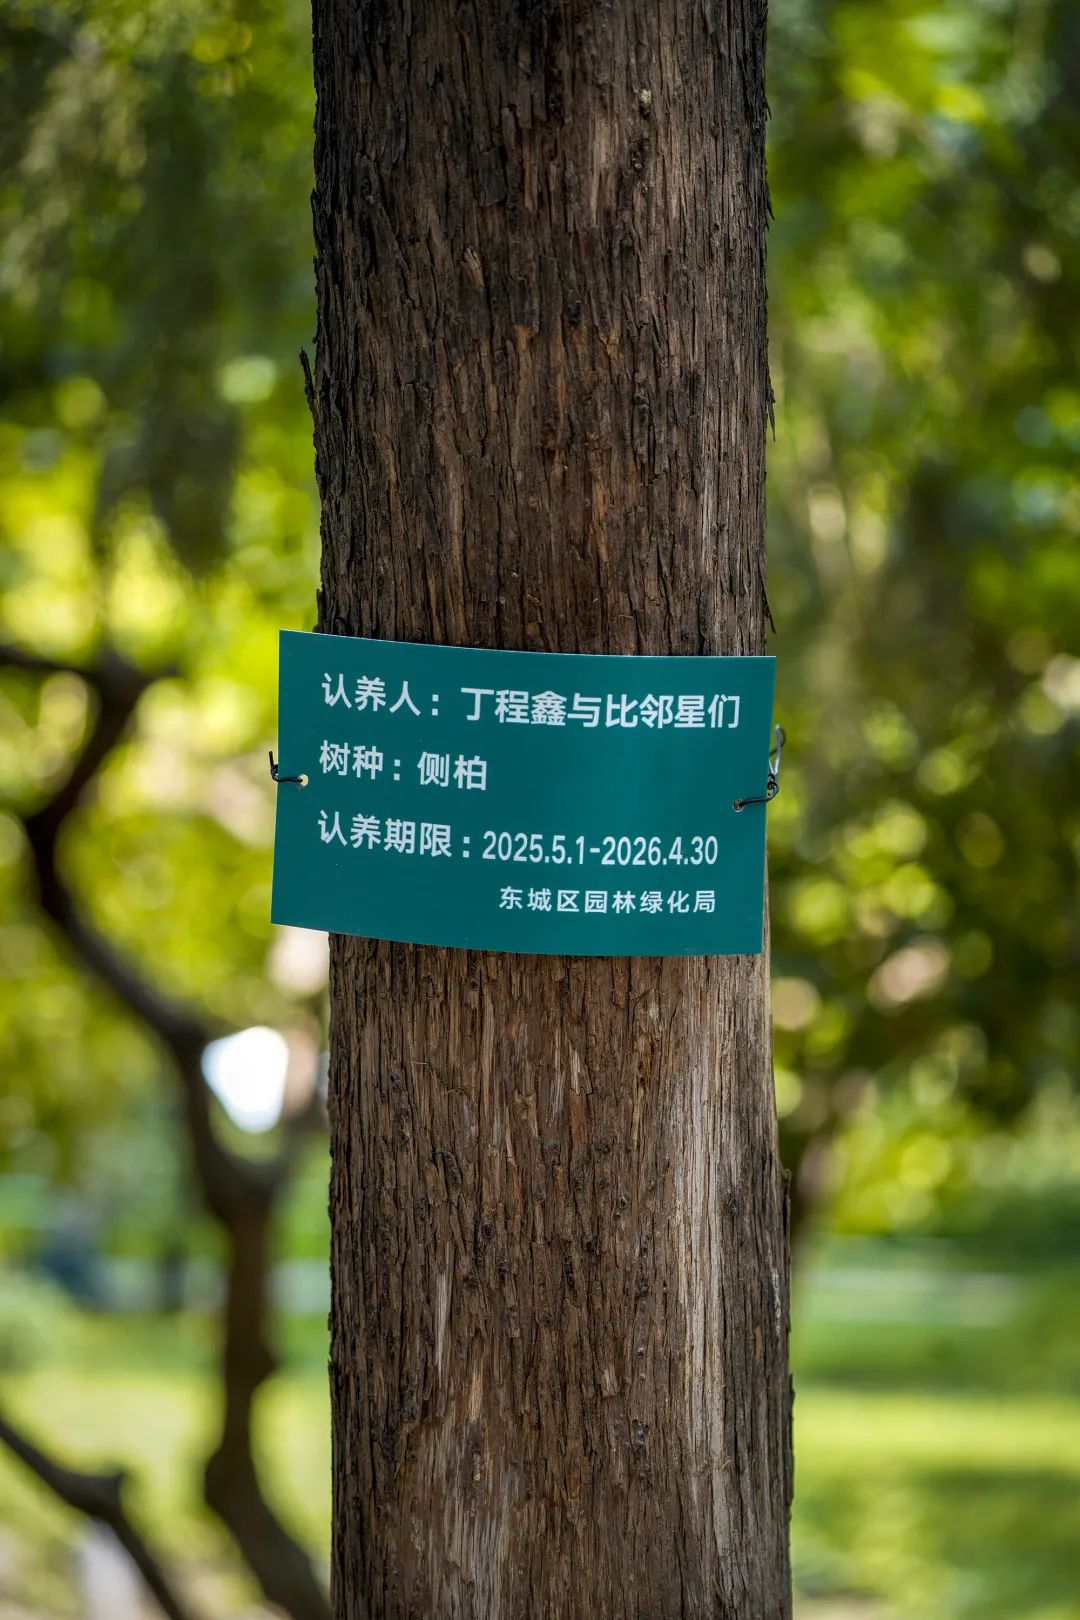 认养人：丁程鑫与比邻星们
树种：侧柏
认养期限：2025.5.1-2026.4.30
东城区园林绿化局